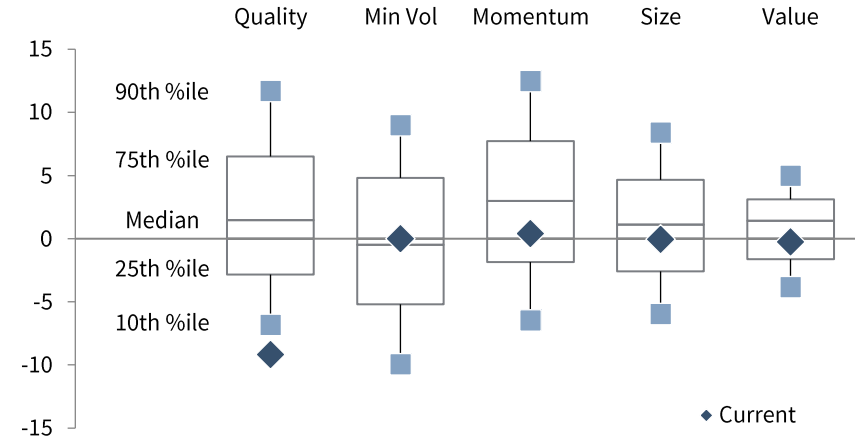 Quality Min Vol Momentum Size Value
15
90th %ile
10
75th %ile
5
Median
0
25th %ile
-5
10th %ile
-10
Current
-15